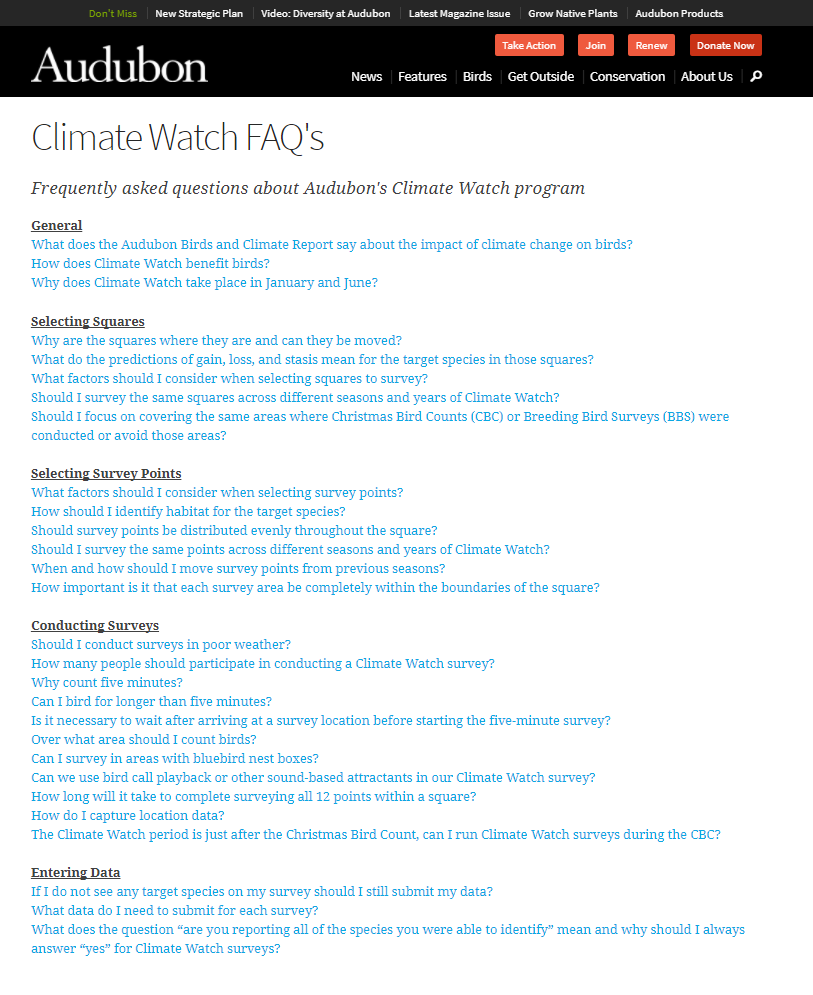 Don't Miss New Strategic Plan Video: Diversity at Audubon Latest Magazine Issue Grow Native Plants Audubon Products
Take Action Join Renew Donate Now
Audubon
News Features Birds Get Outside Conservation About Us
Climate Watch FAQ's
Frequently asked questions about Audubon's Climate Watch program
General
What does the Audubon Birds and Climate Report say about the impact of climate change on birds?
How does Climate Watch benefit birds?
Why does Climate Watch take place in January and June?
Selecting Squares
Why are the squares where they are and can they be moved?
What do the predictions of gain, loss, and stasis mean for the target species in those squares?
What factors should I consider when selecting squares to survey?
Should I survey the same squares across different seasons and years of Climate Watch?
Should I focus on covering the same areas where Christmas Bird Counts (CBC) or Breeding Bird Surveys (BBS) were
conducted or avoid those areas?
Selecting Survey Points
What factors should I consider when selecting survey points?
How should I identify habitat for the target species?
Should survey points be distributed evenly throughout the square?
Should I survey the same points across different seasons and years of Climate Watch?
When and how should I move survey points from previous seasons?
How important is it that each survey area be completely within the boundaries of the square?
Conducting Surveys
Should I conduct surveys in poor weather?
How many people should participate in conducting a Climate Watch survey?
Why count five minutes?
Can I bird for longer than five minutes?
Is it necessary to wait after arriving at a survey location before starting the five-minute survey?
Over what area should I count birds?
Can I survey in areas with bluebird nest boxes?
Can we use bird call playback or other sound-based attractants in our Climate Watch survey?
How long will it take to complete surveying all 12 points within a square?
How do I capture location data?
The Climate Watch period is just after the Christmas Bird Count, can I run Climate Watch surveys during the CBC?
Entering Data
If I do not see any target species on my survey should I still submit my data?
What data do I need to submit for each survey?
What does the question “are you reporting all of the species you were able to identify” mean and why should I always
answer “yes” for Climate Watch surveys?